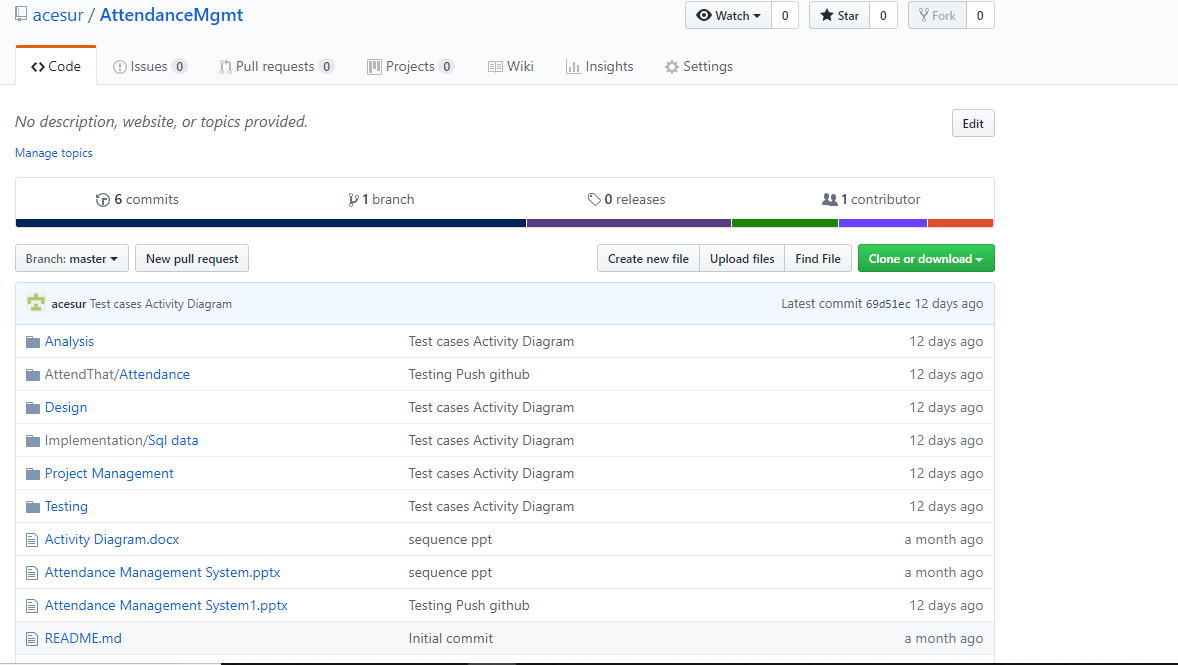 acesur / AttendanceMgmt
Watch 0 Star 0 Fork 0
Code Issues 0 Pull requests 0 Projects 0 Wiki Insights Settings
No description, website, or topics provided.
Edit
Manage topics
6 commits 1 branch 0 releases 1 contributor
Branch: master New pull request Create new file Upload files Find File Clone or download
acesur Test cases Activity Diagram Latest commit 69d51ec 12 days ago
Analysis Test cases Activity Diagram 12 days ago
AttendThat/Attendance Testing Push github 12 days ago
Design Test cases Activity Diagram 12 days ago
Implementation/Sql data Test cases Activity Diagram 12 days ago
Project Management Test cases Activity Diagram 12 days ago
Testing Test cases Activity Diagram 12 days ago
Activity Diagram.docx sequence ppt a month ago
Attendance Management System.pptx sequence ppt a month ago
Attendance Management System1.pptx Testing Push github 12 days ago
README.md Initial commit a month ago